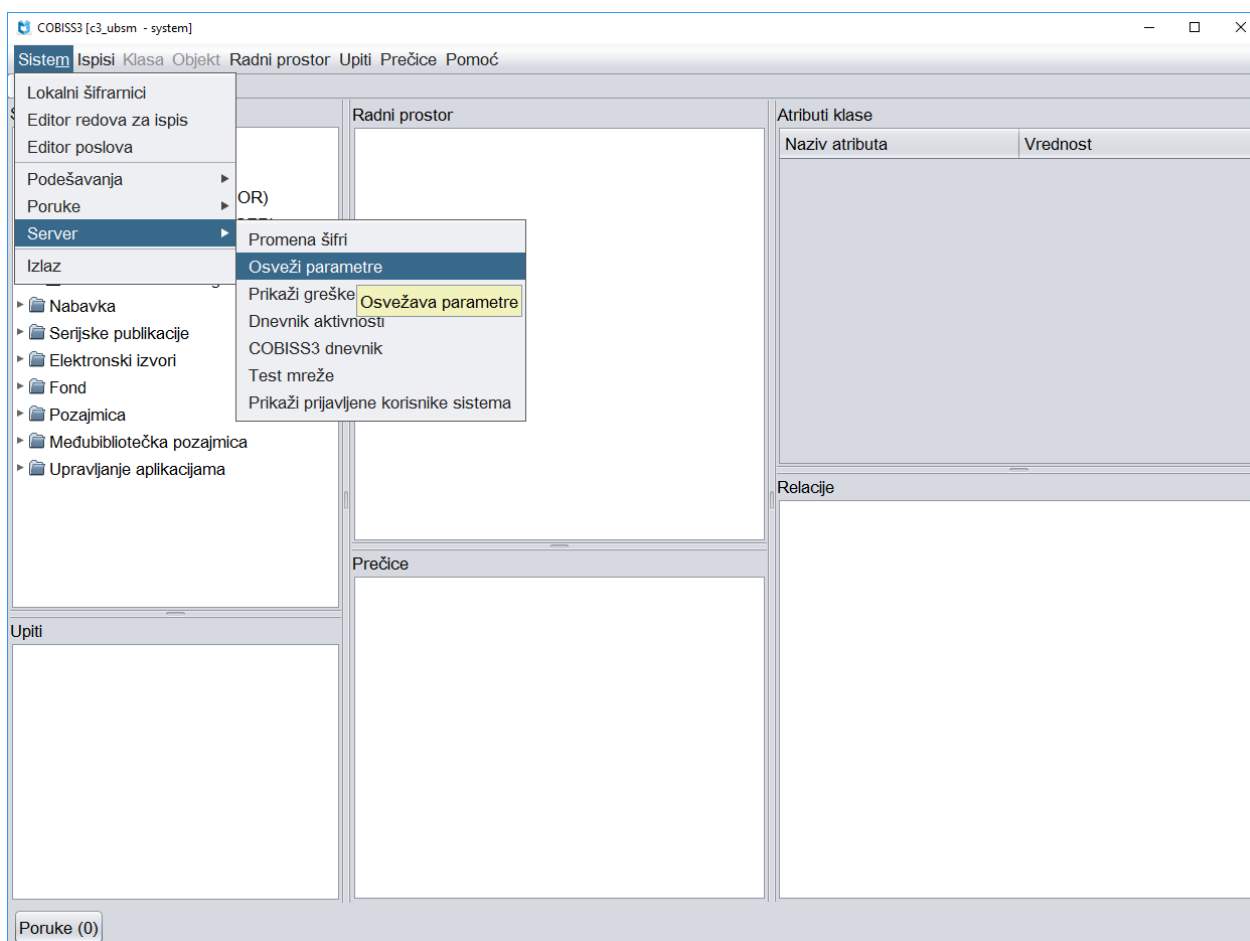 COBISS3 [c3_ubsm - system]
Sistem Ispisi Klasa Objekt Radni prostor Upiti Prečice Pomoć
Lokalni šifrarnici
Editor redova za ispis
Editor poslova
Podešavanja
Poruke
Server
Izlaz
OR)
Promena šifri
Osveži parametre
Prikaži greške
Osvežava parametre
Dnevnik aktivnosti
COBISS3 dnevnik
Test mreže
Prikaži prijavljene korisnike sistema
Nabavka
Serijske publikacije
Elektronski izvori
Fond
Pozajmica
Međubibliotečka pozajmica
Upravljanje aplikacijama
Upiti
Radni prostor
Prečice
Atributi klase
Naziv atributa Vrednost
Relacije
Poruke (0)